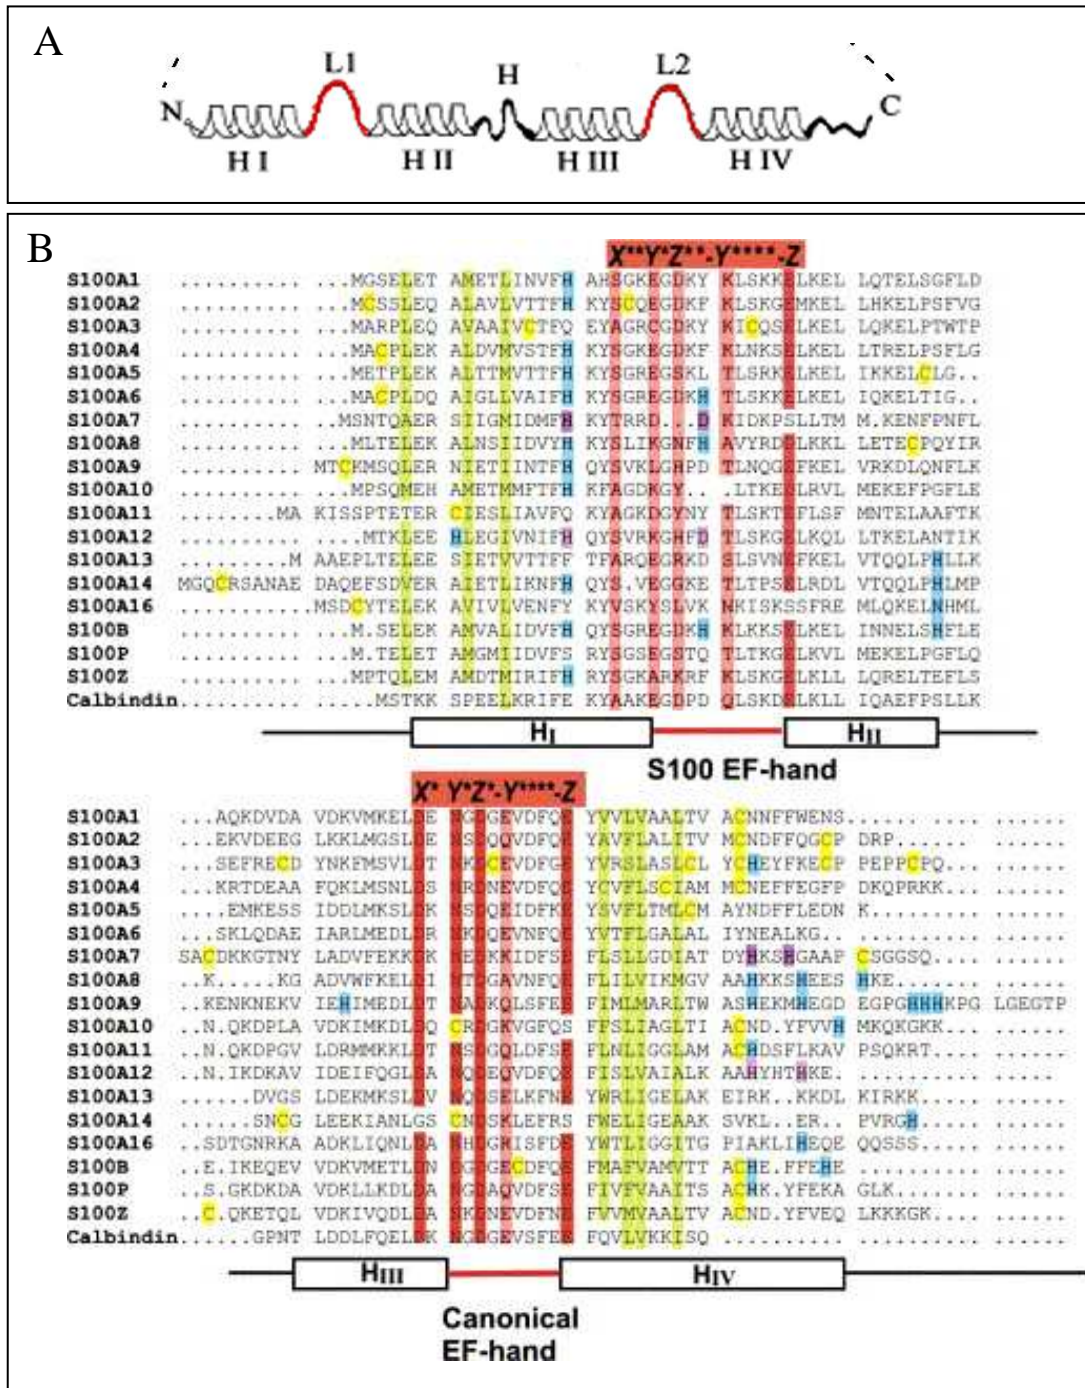 A
L1
H
L2
N
C
H I
H II
H III
H IV
B
X**Y*Z**-Y****-Z
S100A1 .......... ...MGSELET AMETLINVFH AHSGKEGDKY KLSKKELKEL LQTELSGFLD
S100A2 .......... ..MCSSLEQ ALAVLVTTFH KYSCQEGDKF KLSKGEMKEL LHKELPSFVG
S100A3 .......... ..MARPLEQ AVAAIVCTFQ EYAGRCGDKY KICQSELKEL LQKELPTWTP
S100A4 .......... ..MACPLEK ALDVMVSTFH KYSGKEGDKF KLNKSELKEL LTRELPSFLG
S100A5 .......... ..METPLEK ALTTMVTTFH KYSGREGSKL TLSRKELKEL IKKELCLG..
S100A6 .......... ..MACPLDQ AIGLLVAIFH KYSGREGDKH TLSKKELKEL IQKELTIG..
S100A7 .......... ..MSNTQAER SIIGMIDMFH KYTRRD...D KIDKPSLLTM M.KENFPNFL
S100A8 .......... ...MLTELEK ALNSIIDVYH KYSLIKGNFH AVYRDDLKKL LETECPQYIR
S100A9 .......... MTCKMSQLER NIETIINTFH QYSVKLGHPD TLNQGEFKEL VRKDLQNFLK
S100A10 .......... ...MPSQMEH AMETMMFTFH KFAGDKGY.. .LTKEDLRVL MEKEFPGFLE
S100A11 ........MA KISSPTETER CIESLIAVFQ KYAGKDGYNY TLSKTEFLSF MNTELAAFTK
S100A12 .......... ...MTKLEE HLEGIVNIFH QYSVRKGHFD TLSKGELKQL LTKELANTIK
S100A13 .........M AAEPLTELEE SIETVVTTFF TFARQEGRKD SLSVNEFKEL VTQQLPHLLK
S100A14 MGQCRSANAE DAQEFSDVER AIETLIKNFH QYS.VEGGKE TLTPSELRDL VTQQLPHLMP
S100A16 .......... .MSDCYTELEK AVIVLVENFY KYVSKYSLVK NKISKSSFRE MLQKELNHML
S100B .......... ...M.SELEK AMVALIDVFH QYSGREGDKH KLKKSELKEL INNELSHFLE
S100P .......... ...M.TELET AMGMIIDVFS RYSGSEGSTQ TLTKGELKVL MEKELPGFLQ
S100Z .......... ...MPTQLEM AMDTMIRIFH KYSGKARKRF KLSKGELKLL LQRELTEFLS
Calbindin.......... .....MSTKK SPEELKRIFE KYAAKEGDPD QLSKDELKLL IQAEFPSLLK
HI
HII
S100 EF-hand
X* Y*Z*-Y****-Z
S100A1 ...AQKDVDA VDKVMKELDE NGDGEVDFQE YVVLVAALTV ACNNFFWENS.... ......
S100A2 ...EKVDEEG LKKLMGSLDE NSDQQVDFQE YAVFLALITV MCNDFFQGCP DRP....... ......
S100A3 ...SEFRECD YNKFMSVLDT NKDCEVDFGE YVRSLASLCL YCHEYFKECP PEPPCPQ.... ......
S100A4 ...KRTDEAA FQKLMSNLDS NRDNEVDFQE YCVFLSCIAM MCNEFFEGFP DKQPRKK.... ......
S100A5 ....EMKESS IDDLMKSLDK NSDQEIDFKE YSVFLTMLCM AYNDFFLEDN K......... ......
S100A6 ...SKLQDAE IARLMEDLDR NKDQEVNFQE YVTFLGALAL IYNEALKG.. .......... ......
S100A7 SACDKKGTNY LADVFEKKDK NEDKKIDFSE FLSLLGDIAT DYHKSHGAAP CSGGSQ.... ......
S100A8 ..K.....KG ADVWFKELDI NTDGAVNFQE FLILVIKMGV AAHKKSHEES HKE....... ......
S100A9 ..KENKNEKV IEHIMEDLDT NADKQLSFEE FIMLMARLTW ASHEKMHEGD EGPGHHHKPG LGEGTP
S100A10 ..N.QKDPLA VDKIMKDLDQ CRDGKVGFQS FFSLIAGLTI ACND.YFVVH MKQKGKK... ......
S100A11 ..N.QKDPGV LDRMMKKLDT NSDGQLDFSE FLNLIGGLAM ACHDSFLKAV PSQKRT.... ......
S100A12 ..N.IKDKAV IDEIFQGLDA NQDEQVDFQE FISLVAIALK AAHYHTHKE. .......... ......
S100A13 ......DVGS LDEKMKSLDV NQDSELKFNE YWRLIGELAK EIRK..KKDL KIRKK..... ......
S100A14 ......SNCG LEEKIANLGS CNDSKLEFRS FWELIGEAAK SVKL..ER.. PVRGH..... ......
S100A16 ..SDTGNRKA ADKLIQNLDA NHDGRISFDE YWTLIGGITG PIAKLIHEQE QQSSS..... ......
S100B ..E.IKEQEV VDKVMETLDN DGDGECDFQE FMAFVAMVTT ACHE.FFEHE .......... ......
S100P ..S.GKDKDA VDKLLKDLDA NGDAQVDFSE FIVFVAAITS ACHK.YFEKA GLK....... ......
S100Z ..C.QKETQL VDKIVQDLDA NKDNEVDFNE FVVMVAALTV ACND.YFVEQ LKKKGK.... ......
Calbindin......GPNT LDDLFQELDK NGDGEVSFEE FQVLVKKISQ .......... .......... ......
HIII
HIV
Canonical
EF-hand